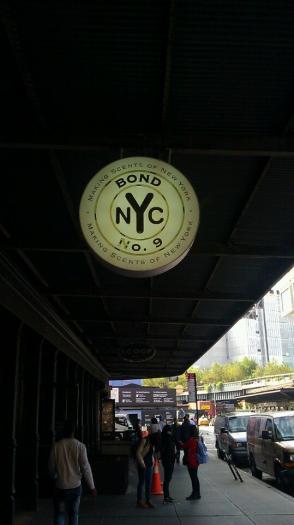 MAKING SCENTS OF NEW YORK
BOND
NYC
No. 9
MAKING SCENTS OF NEW YORK